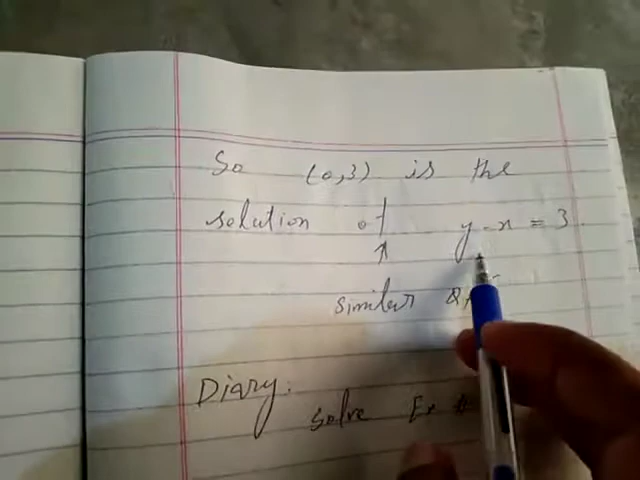 So (0,3) is the
solution of y-x = 3
similar
Diary:
solve Ex #